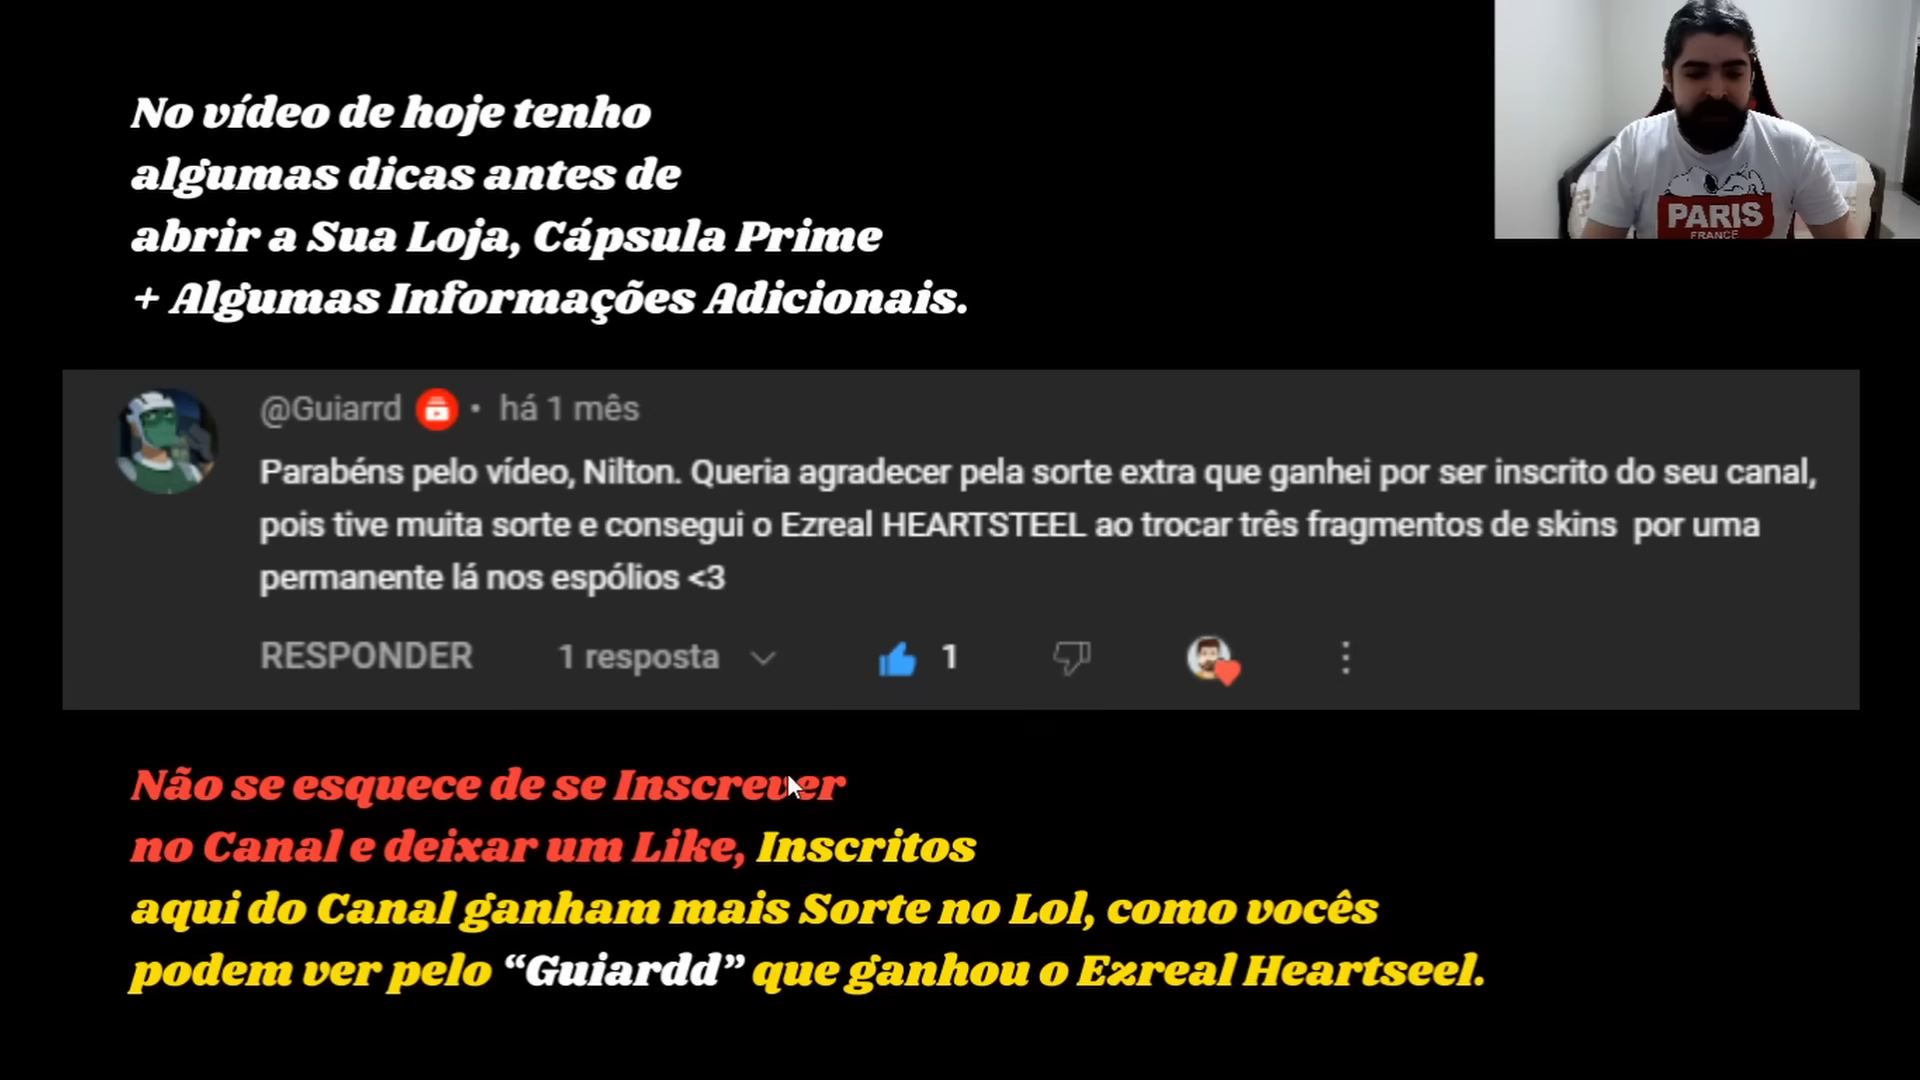 No vídeo de hoje tenho
algumas dicas antes de
abrir a Sua Loja, Cápsula Prime
+ Algumas Informações Adicionais.
PARIS
FRANCE
@Guiarrd • há 1 mês
Parabéns pelo vídeo, Nilton. Queria agradecer pela sorte extra que ganhei por ser inscrito do seu canal,
pois tive muita sorte e consegui o Ezreal HEARTSTEEL ao trocar três fragmentos de skins por uma
permanente lá nos espólios <3
RESPONDER 1 resposta 1
Não se esquece de se Inscrever
no Canal e deixar um Like, Inscritos
aqui do Canal ganham mais Sorte no Lol, como vocês
podem ver pelo “Guiardd” que ganhou o Ezreal Heartseel.